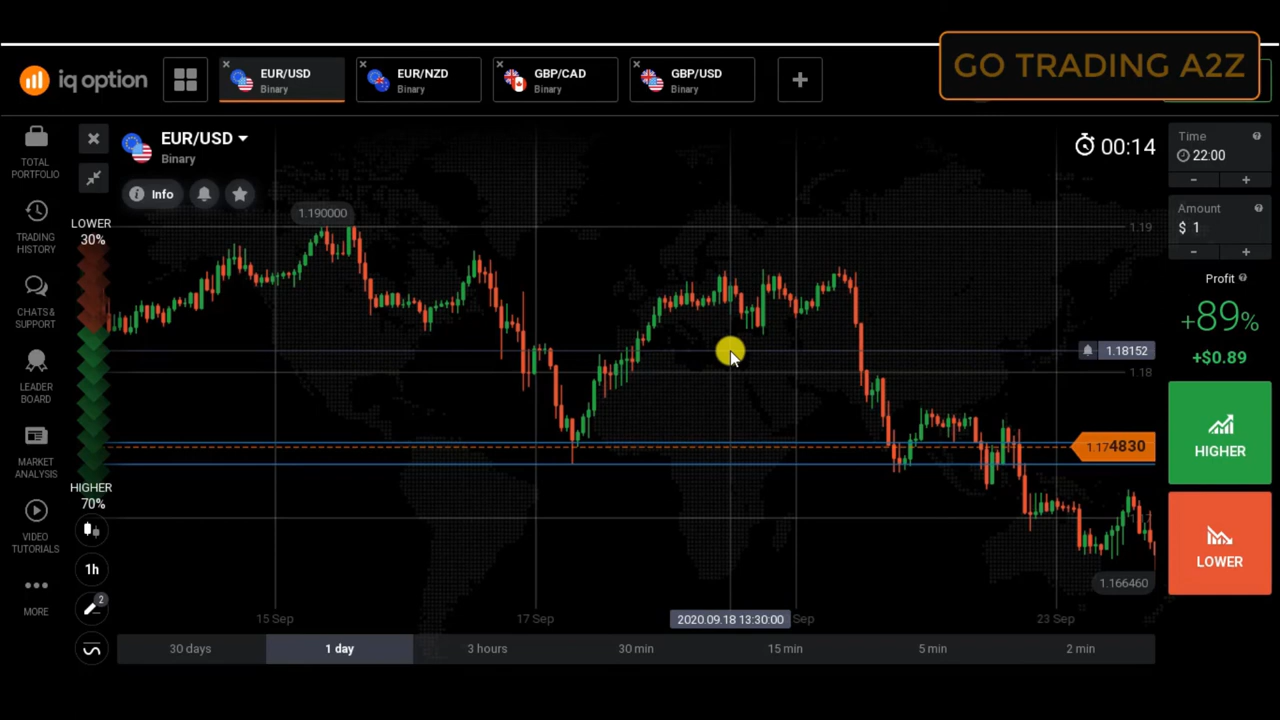 GO TRADING A2Z
iq option
EUR/USD
Binary
EUR/NZD
Binary
GBP/CAD
Binary
GBP/USD
Binary
EUR/USD
Binary
Info
00:14
TOTAL
PORTFOLIO
TRADING
HISTORY
CHATS &
SUPPORT
LEADER
BOARD
MARKET
ANALYSIS
VIDEO
TUTORIALS
MORE
LOWER
30%
HIGHER
70%
1h
2
1.190000
1.19
1.18152
1.18
1.174830
1.166460
15 Sep
17 Sep
2020.09.18 13:30:00
Sep
23 Sep
30 days
1 day
3 hours
30 min
15 min
5 min
2 min
Time
22:00
- +
Amount
$ 1
- +
Profit
+89%
+$0.89
HIGHER
LOWER